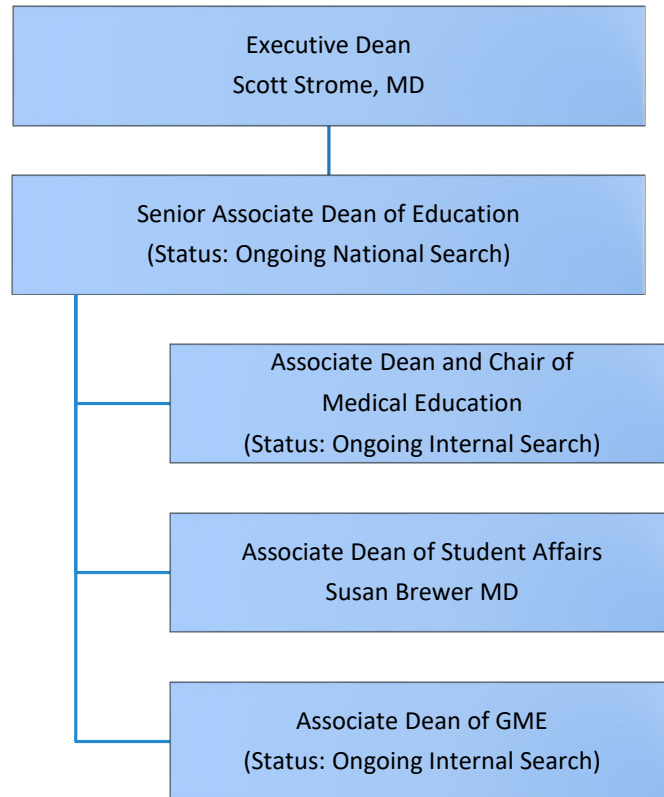 Executive Dean
Scott Strome, MD
Senior Associate Dean of Education
(Status: Ongoing National Search)
Associate Dean and Chair of
Medical Education
(Status: Ongoing Internal Search)
Associate Dean of Student Affairs
Susan Brewer MD
Associate Dean of GME
(Status: Ongoing Internal Search)